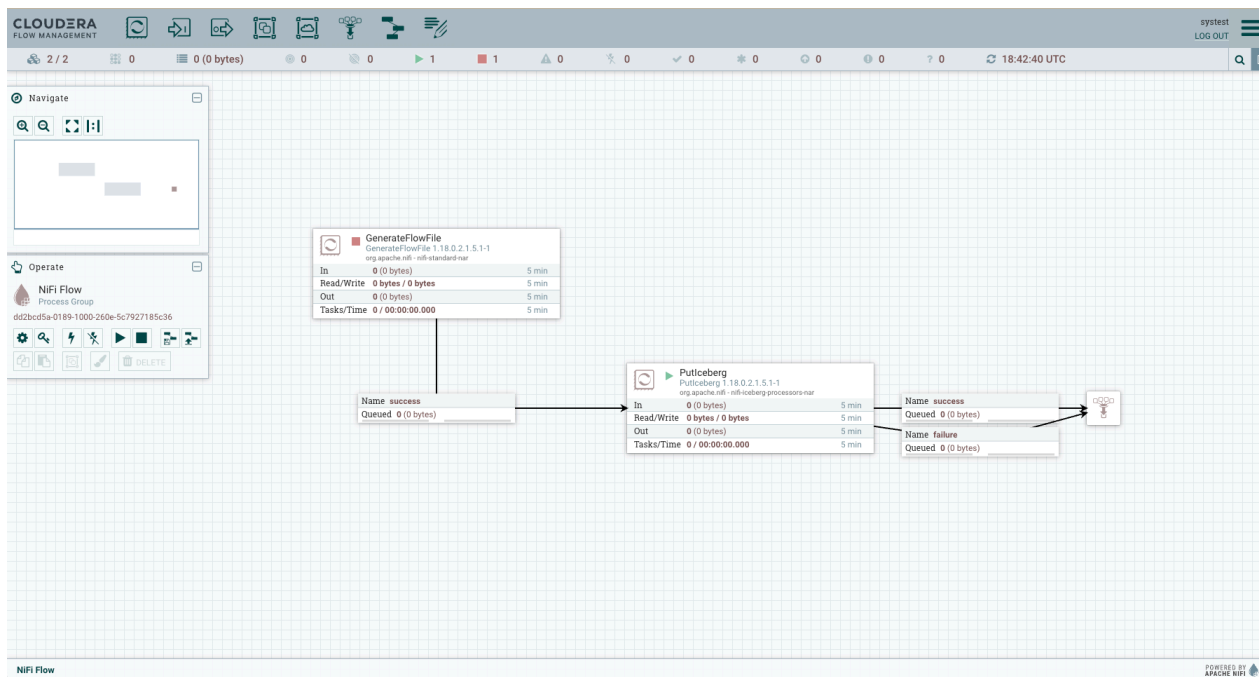 CLOUDERA
FLOW MANAGEMENT
systest
LOG OUT
2 / 2 0 0 (0 bytes) 0 0 1 1 0 0 0 0 0 0 ? 0 18:42:40 UTC
Navigate
Operate
NiFi Flow
Process Group
dd2bcd5a-0189-1000-260e-5c7927185c36
DELETE
GenerateFlowFile
GenerateFlowFile 1.18.0.2.1.5.1-1
org.apache.nifi - nifi-standard-nar
In 0 (0 bytes) 5 min
Read/Write 0 bytes / 0 bytes 5 min
Out 0 (0 bytes) 5 min
Tasks/Time 0 / 00:00:00.000 5 min
Name success
Queued 0 (0 bytes)
PutIceberg
PutIceberg 1.18.0.2.1.5.1-1
org.apache.nifi - nifi-iceberg-processors-nar
In 0 (0 bytes) 5 min
Read/Write 0 bytes / 0 bytes 5 min
Out 0 (0 bytes) 5 min
Tasks/Time 0 / 00:00:00.000 5 min
Name success
Queued 0 (0 bytes)
Name failure
Queued 0 (0 bytes)
NiFi Flow
POWERED BY
APACHE NIFI